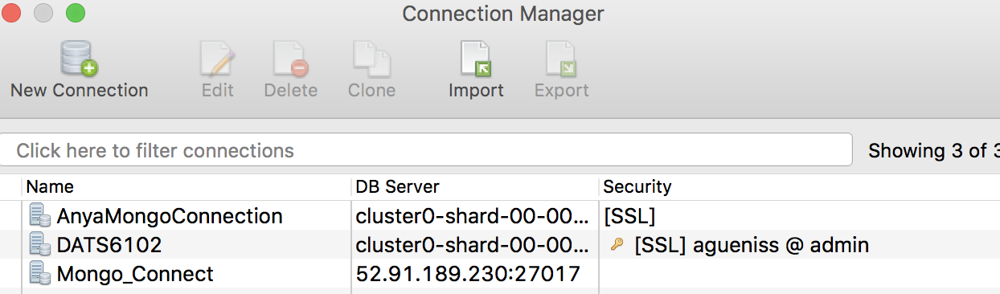 Connection Manager
New Connection Edit Delete Clone Import Export
Click here to filter connections Showing 3 of 3
Name DB Server Security
AnyaMongoConnection cluster0-shard-00-00... [SSL]
DATS6102 cluster0-shard-00-00... [SSL] agueniss @ admin
Mongo_Connect 52.91.189.230:27017